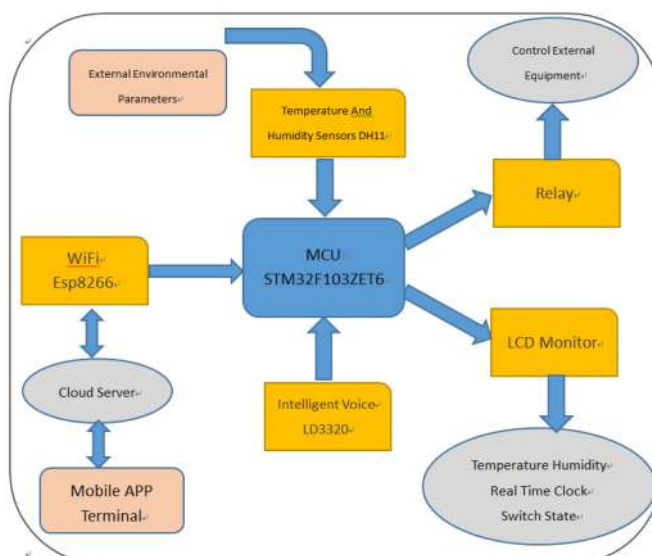 External Environmental
Parameters
Control External
Equipment
Temperature And
Humidity Sensors DH11
Relay
MCU
STM32F103ZET6
WiFi
Esp8266
LCD Monitor
Cloud Server
Intelligent Voice
LD3320
Mobile APP
Terminal
Temperature Humidity
Real Time Clock
Switch State